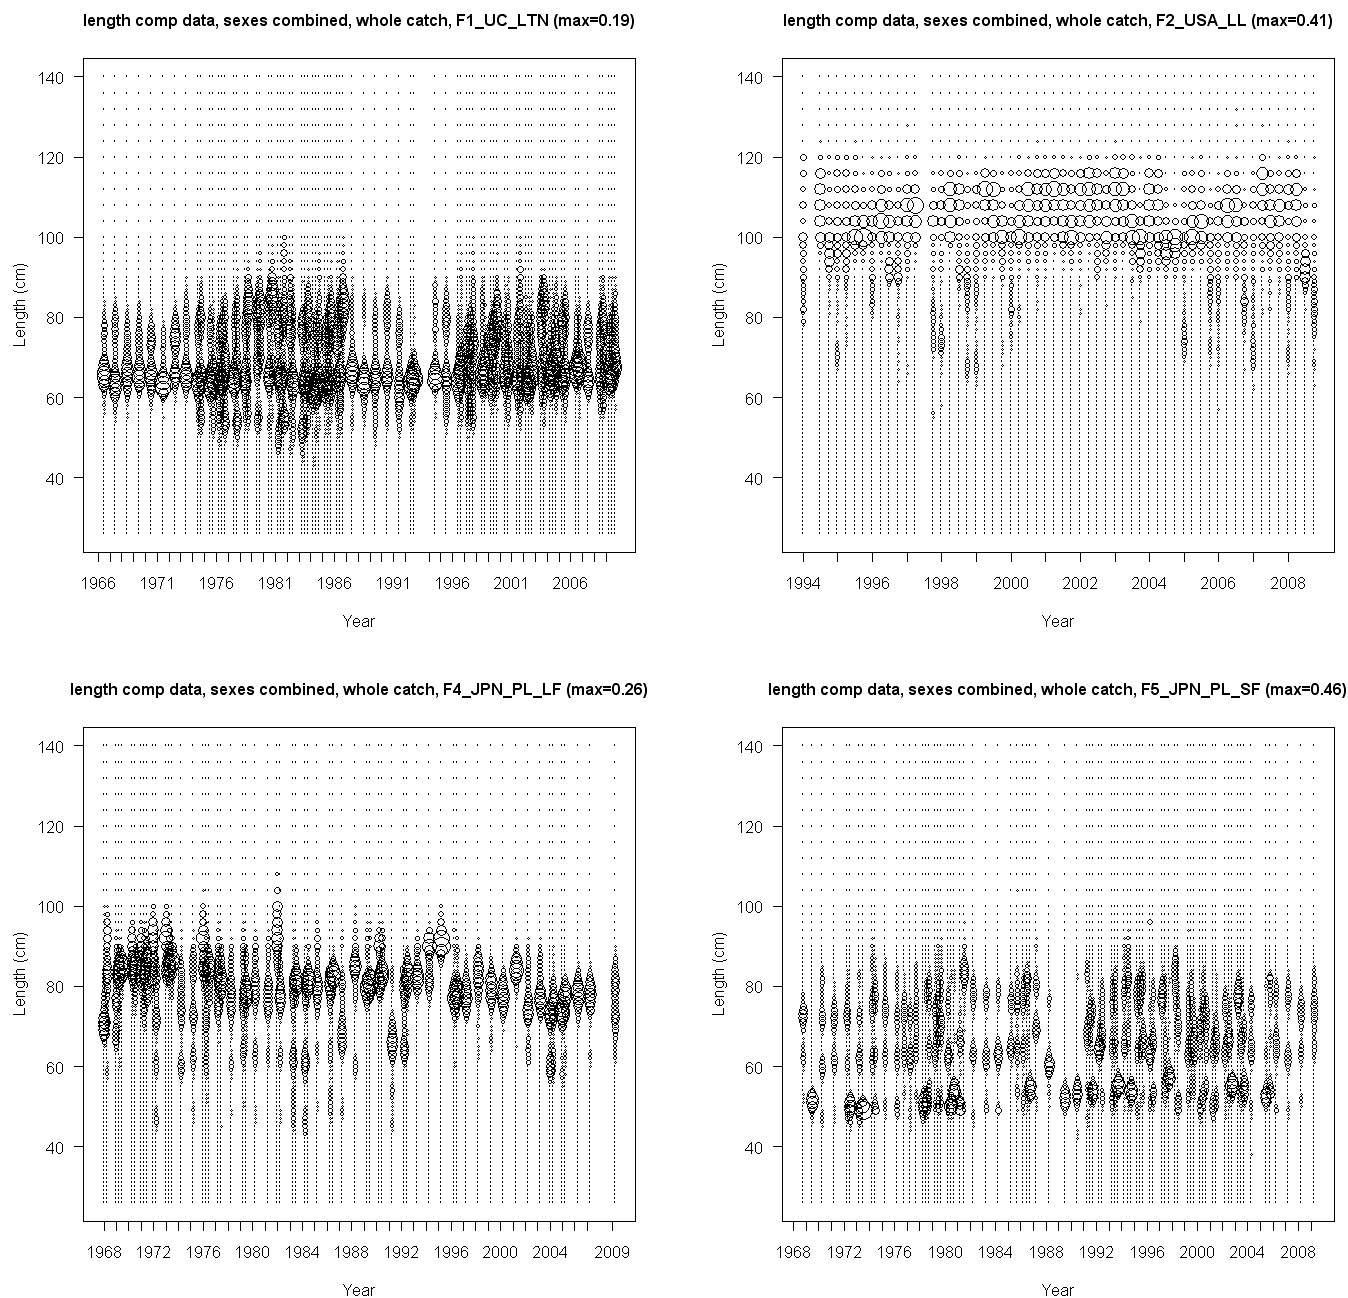 length comp data, sexes combined, whole catch, F1_UC_LTN (max=0.19)
140
120
100
80
60
40
Length (cm)
1966 1971 1976 1981 1986 1991 1996 2001 2006
Year
length comp data, sexes combined, whole catch, F2_USA_LL (max=0.41)
140
120
100
80
60
40
Length (cm)
1994 1996 1998 2000 2002 2004 2006 2008
Year
length comp data, sexes combined, whole catch, F4_JPN_PL_LF (max=0.26)
140
120
100
80
60
40
Length (cm)
1968 1972 1976 1980 1984 1988 1992 1996 2000 2004 2009
Year
length comp data, sexes combined, whole catch, F5_JPN_PL_SF (max=0.46)
140
120
100
80
60
40
Length (cm)
1968 1972 1976 1980 1984 1988 1992 1996 2000 2004 2008
Year